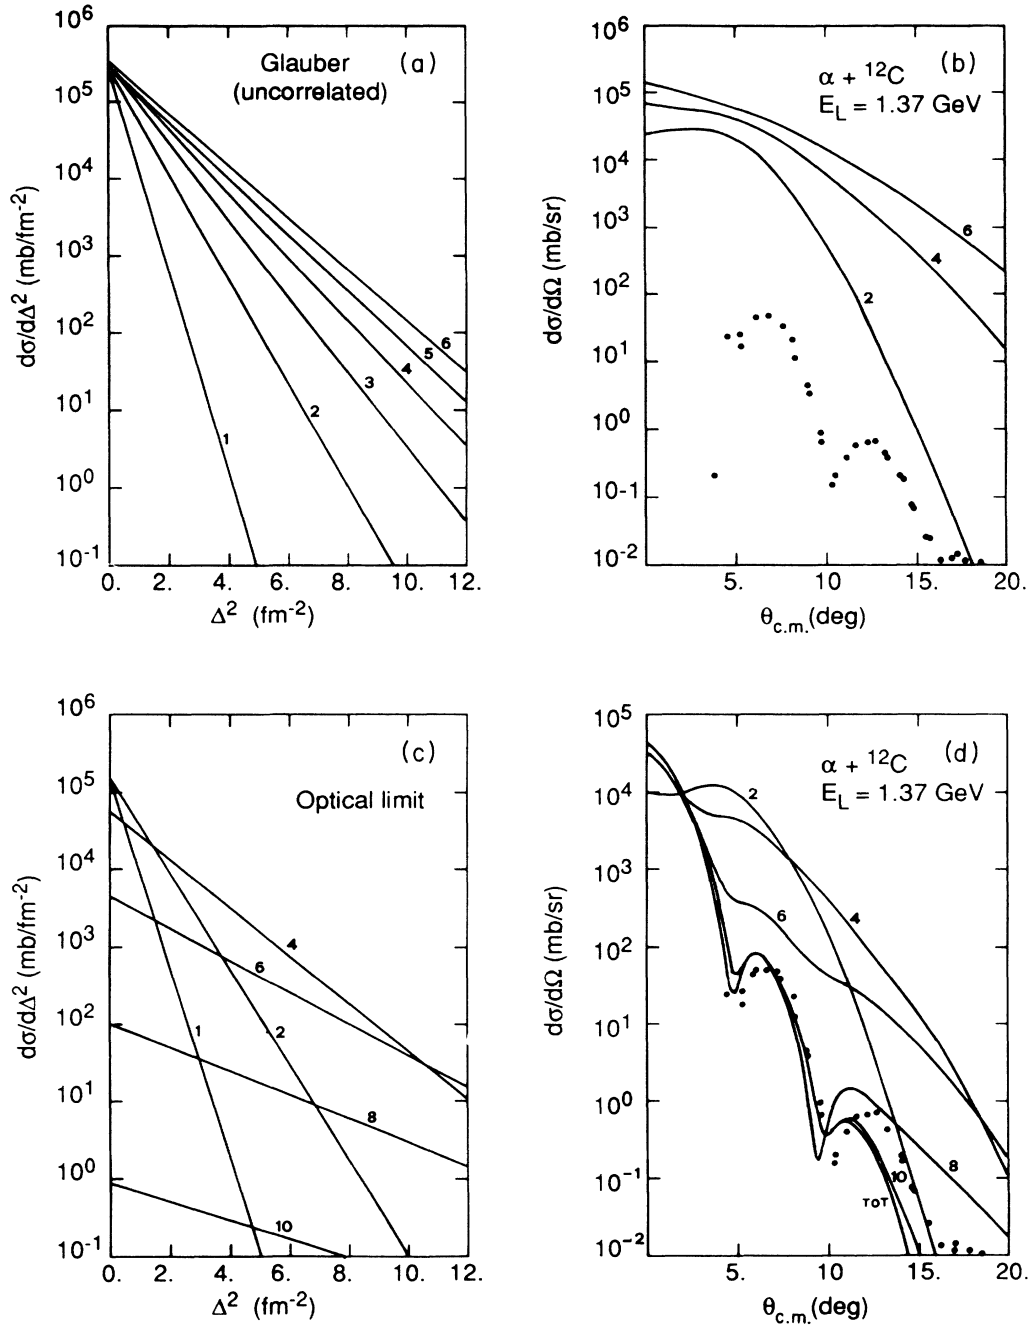 10^6
10^5
10^4
10^3
10^2
10^1
10^0
10^-1
dσ/dΔ^2 (mb/fm^-2)
Glauber (a)
(uncorrelated)
1
2
3
4
5
6
0. 2. 4. 6. 8. 10. 12.
Δ^2 (fm^-2)
10^6
10^5
10^4
10^3
10^2
10^1
10^0
10^-1
10^-2
dσ/dΩ (mb/sr)
α + ^12C (b)
E_L = 1.37 GeV
6
4
2
5. 10 15. 20.
θ_c.m.(deg)
10^6
10^5
10^4
10^3
10^2
10^1
10^0
10^-1
dσ/dΔ^2 (mb/fm^-2)
(c)
Optical limit
4
6
1
2
8
10
0. 2. 4. 6. 8. 10. 12.
Δ^2 (fm^-2)
10^5
10^4
10^3
10^2
10^1
10^0
10^-1
10^-2
dσ/dΩ (mb/sr)
α + ^12C (d)
E_L = 1.37 GeV
2
4
6
8
10
TOT
5. 10 15. 20.
θ_c.m.(deg)